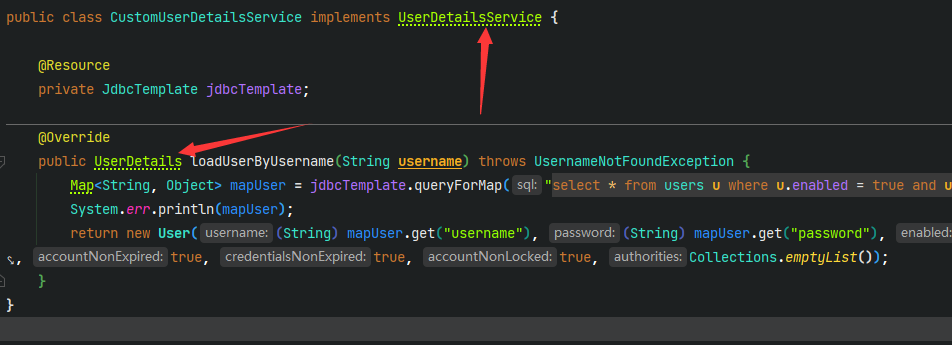 public class CustomUserDetailsService implements UserDetailsService {
@Resource
private JdbcTemplate jdbcTemplate;
@Override
public UserDetails loadUserByUsername(String username) throws UsernameNotFoundException {
Map<String, Object> mapUser = jdbcTemplate.queryForMap( sql: "select * from users u where u.enabled = true and u
System.err.println(mapUser);
return new User( username: (String) mapUser.get("username"), password: (String) mapUser.get("password"), enabled:
, accountNonExpired: true, credentialsNonExpired: true, accountNonLocked: true, authorities: Collections.emptyList());
}
}